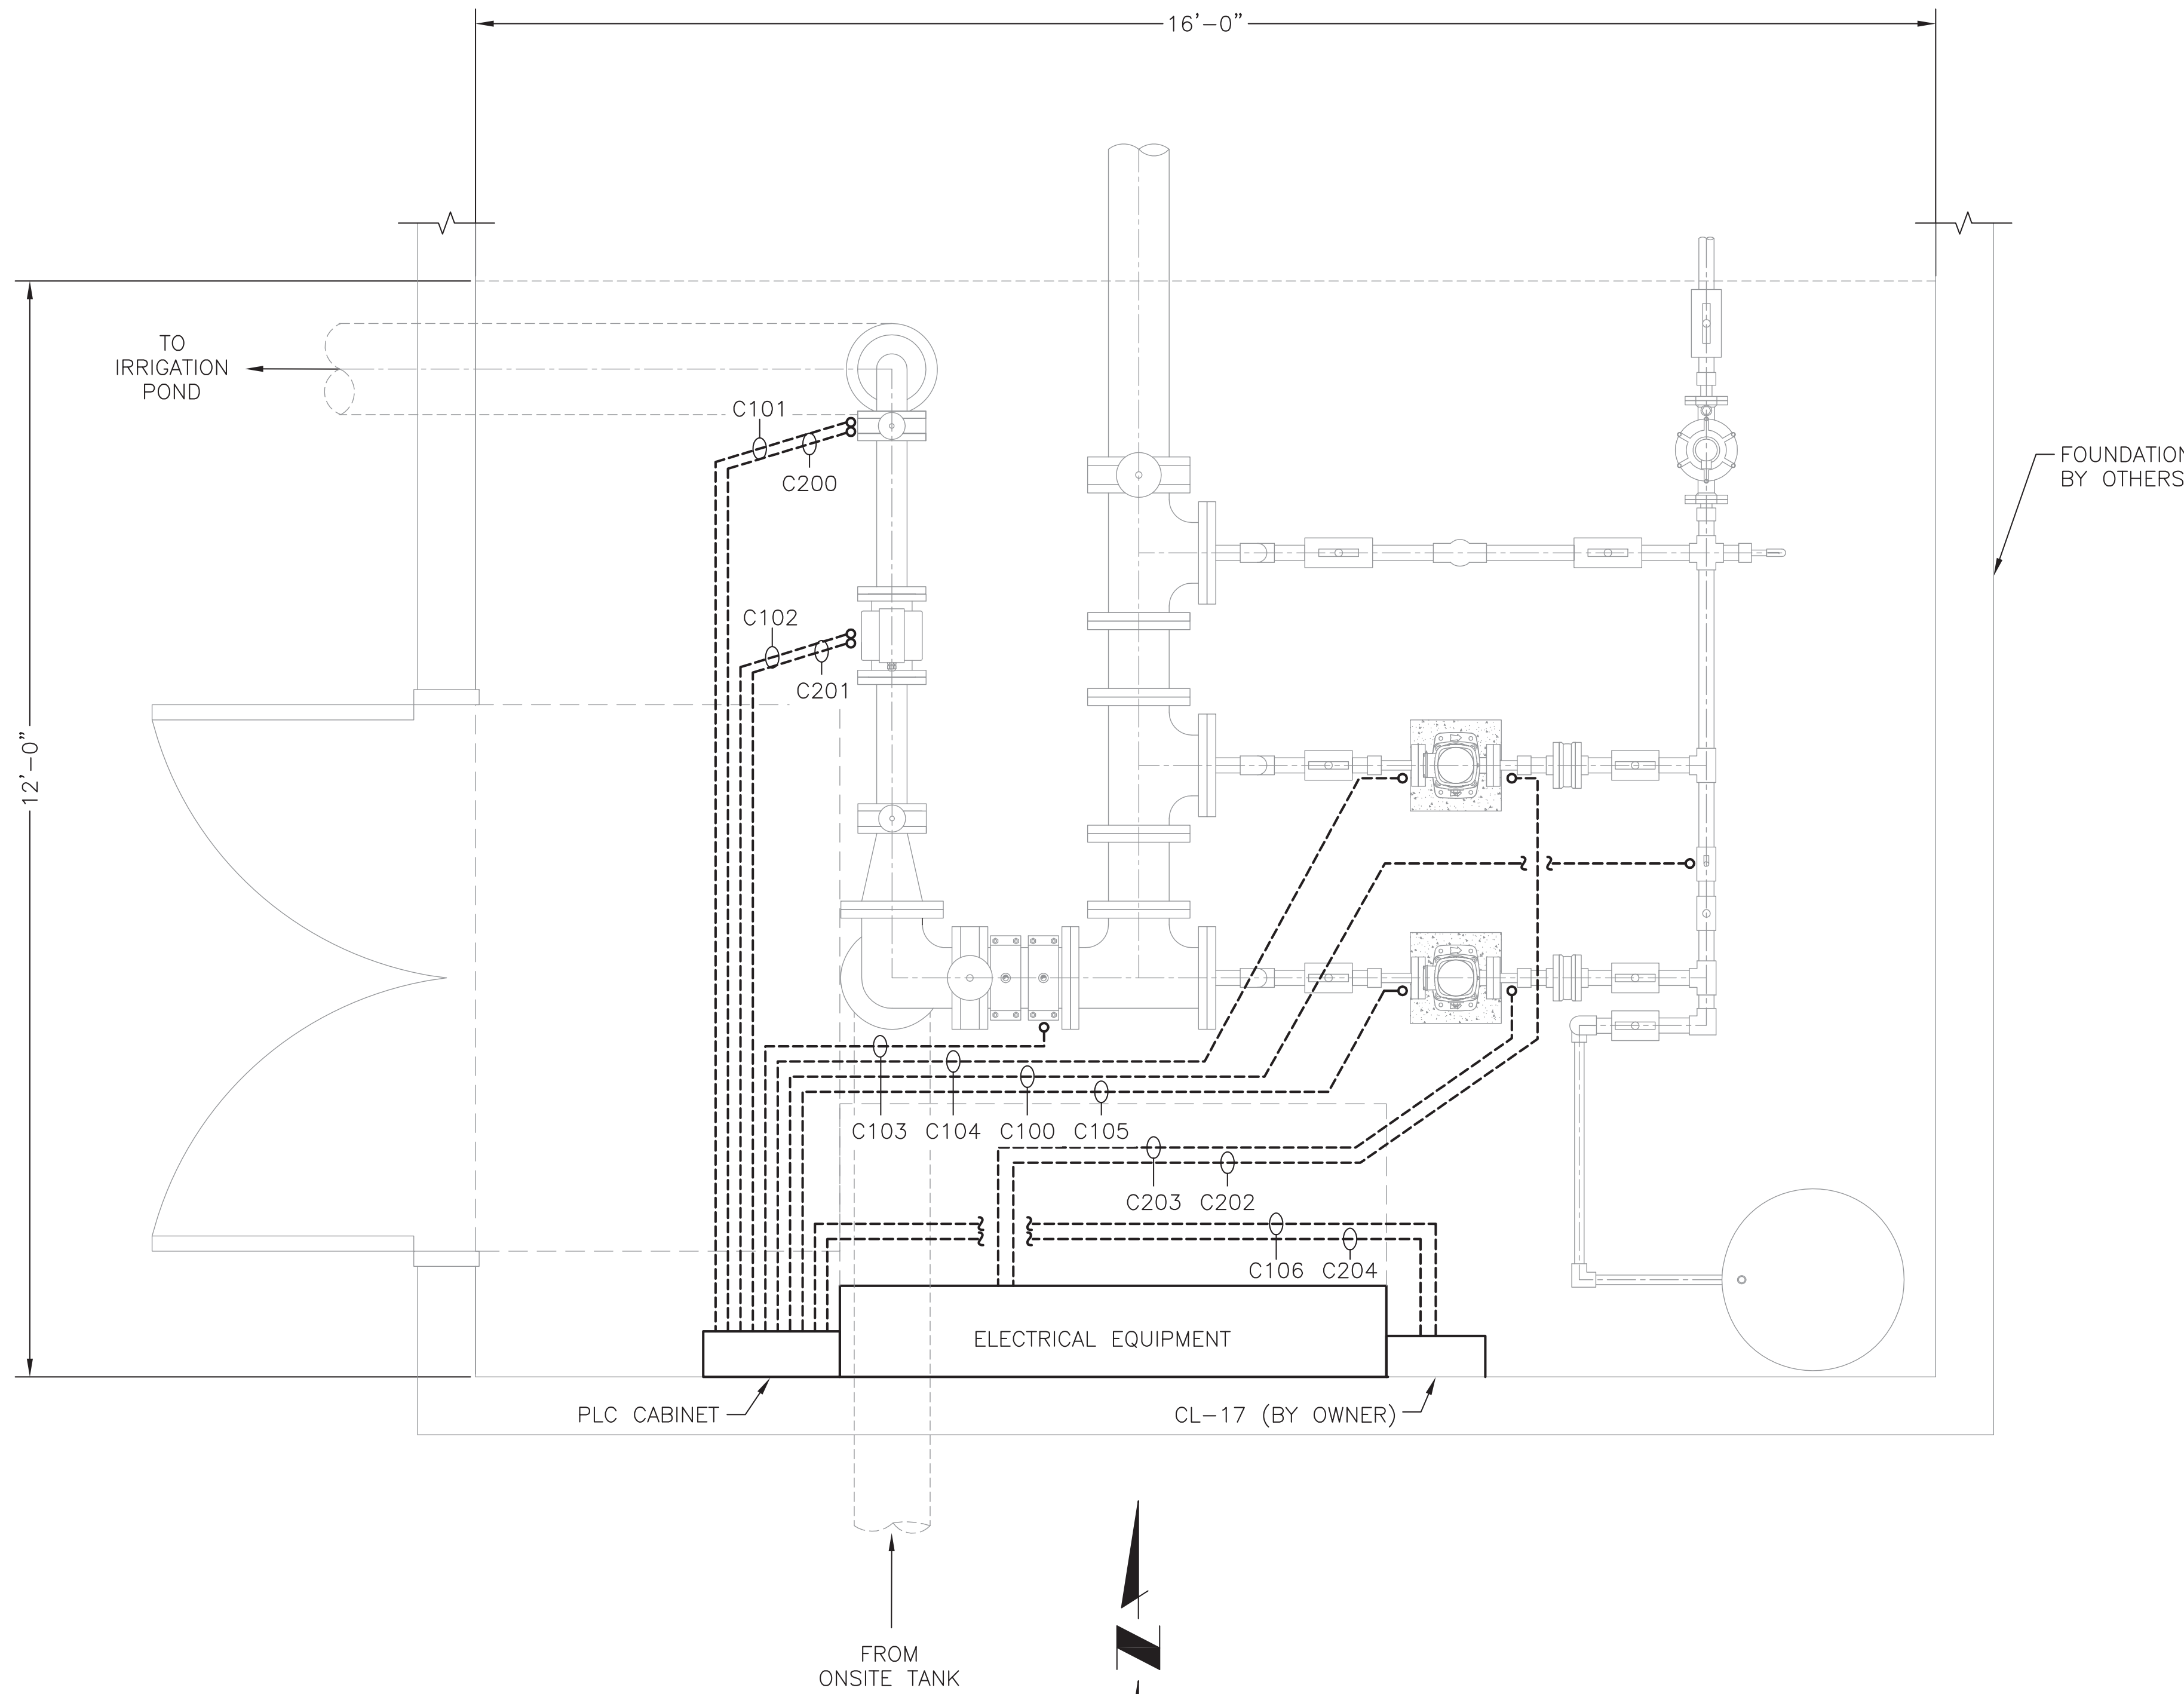 16'-0"
TO
IRRIGATION
POND
C101
C200
FOUNDATION
BY OTHERS
C102
C201
12'-0"
C103 C104 C100 C105
C203 C202
C106 C204
ELECTRICAL EQUIPMENT
PLC CABINET
CL-17 (BY OWNER)
FROM
ONSITE TANK
N